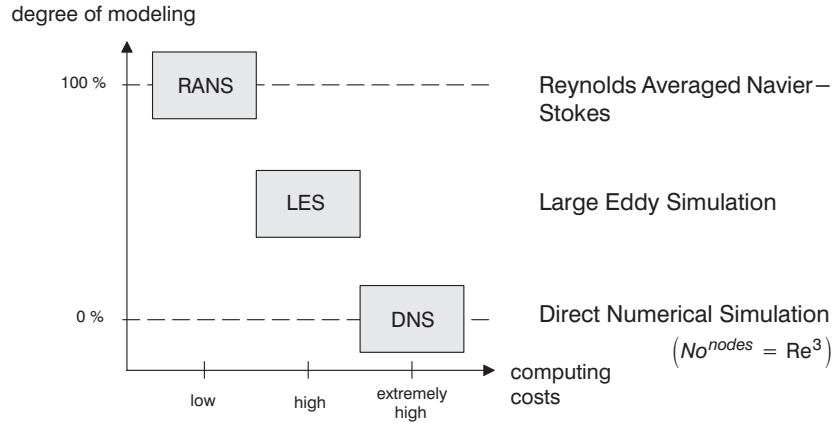 degree of modeling
100 %
RANS
Reynolds Averaged Navier–
Stokes
LES
Large Eddy Simulation
0 %
DNS
Direct Numerical Simulation
(No^nodes = Re^3)
computing
costs
low
high
extremely
high